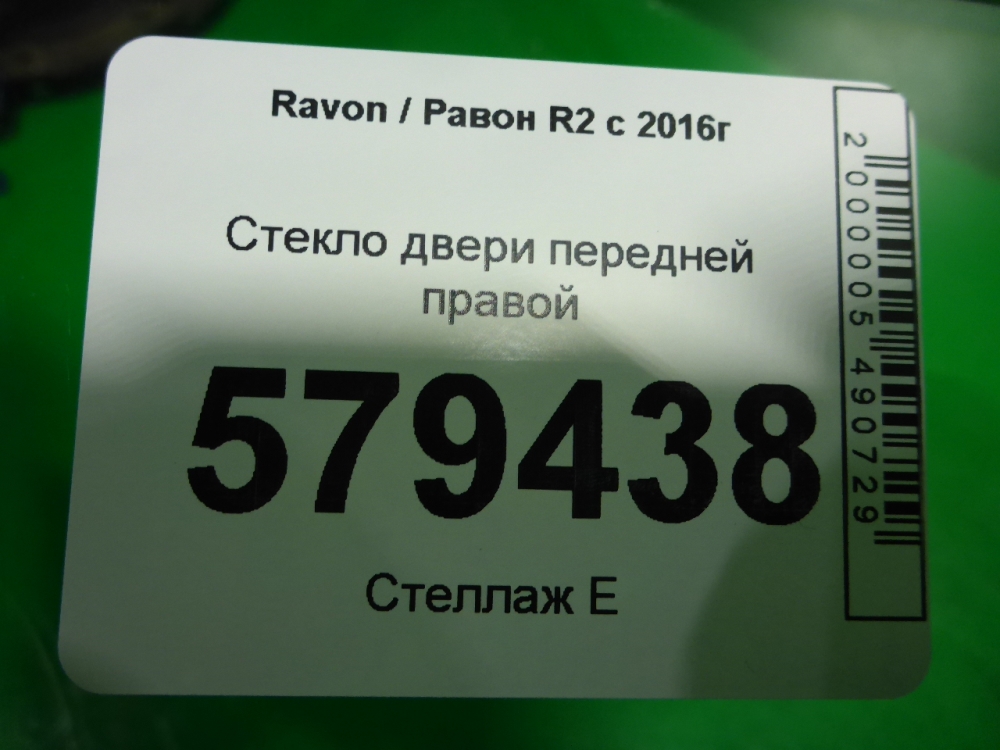 Ravon / Равон R2 с 2016г
Стекло двери передней
правой
579438
Стеллаж Е
2000005490729